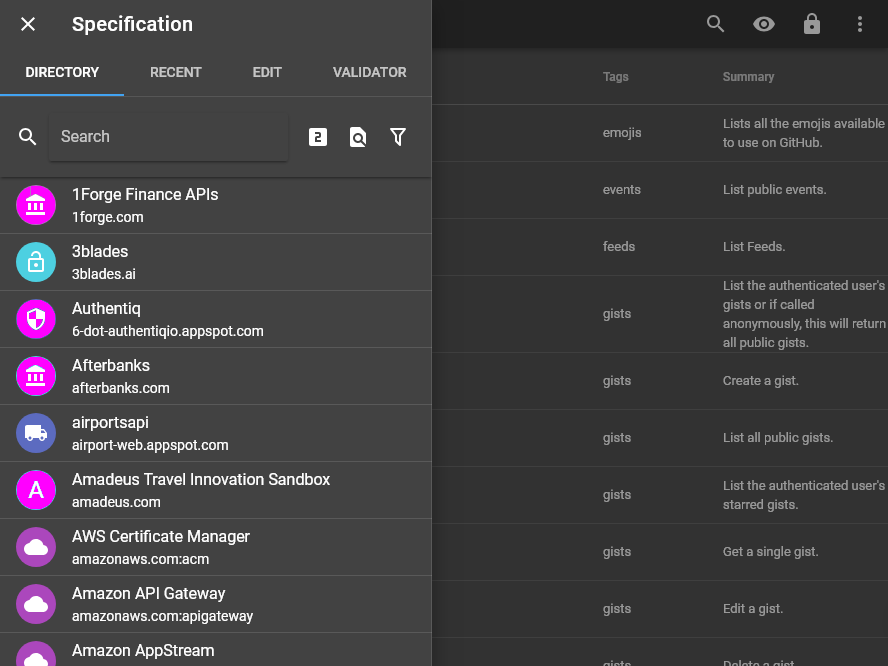 Specification
DIRECTORY
RECENT
EDIT
VALIDATOR
Search
2
1Forge Finance APIs
1forge.com
3blades
3blades.ai
Authentiq
6-dot-authentiqio.appspot.com
Afterbanks
afterbanks.com
airportsapi
airport-web.appspot.com
A
Amadeus Travel Innovation Sandbox
amadeus.com
AWS Certificate Manager
amazonaws.com:acm
Amazon API Gateway
amazonaws.com:apigateway
Amazon AppStream
Tags
Summary
emojis
Lists all the emojis available
to use on GitHub.
events
List public events.
feeds
List Feeds.
gists
List the authenticated user's
gists or if called
anonymously, this will return
all public gists.
gists
Create a gist.
gists
List all public gists.
gists
List the authenticated user's
starred gists.
gists
Get a single gist.
gists
Edit a gist.
gists
Delete a gist.